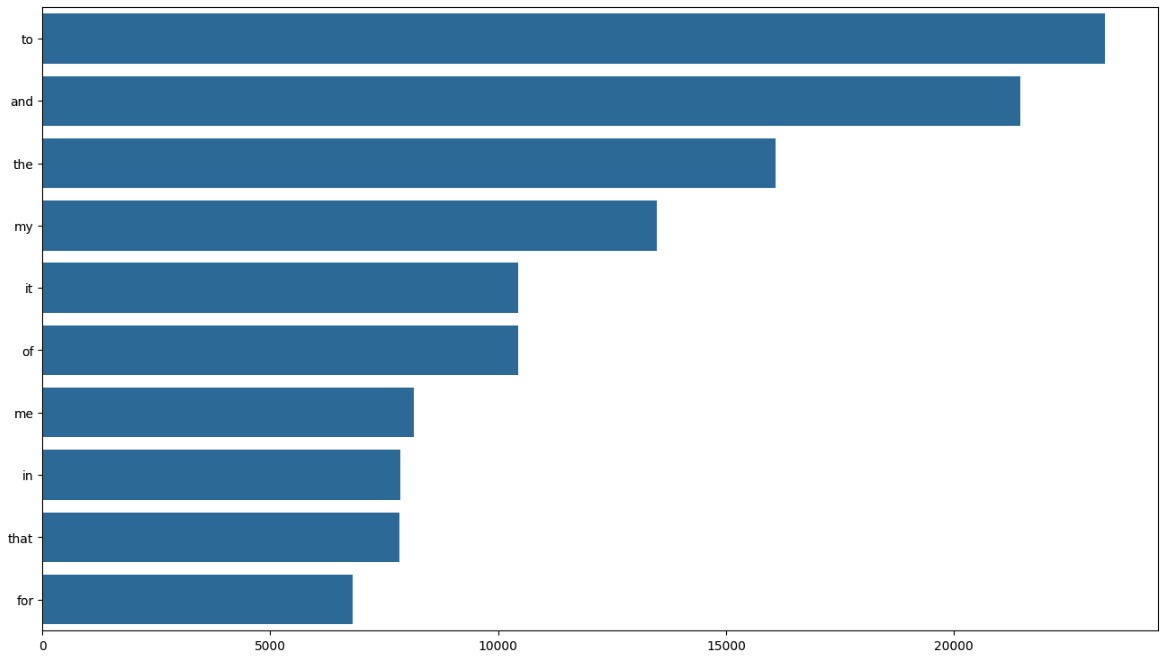 to
and
the
my
it
of
me
in
that
for
0 5000 10000 15000 20000